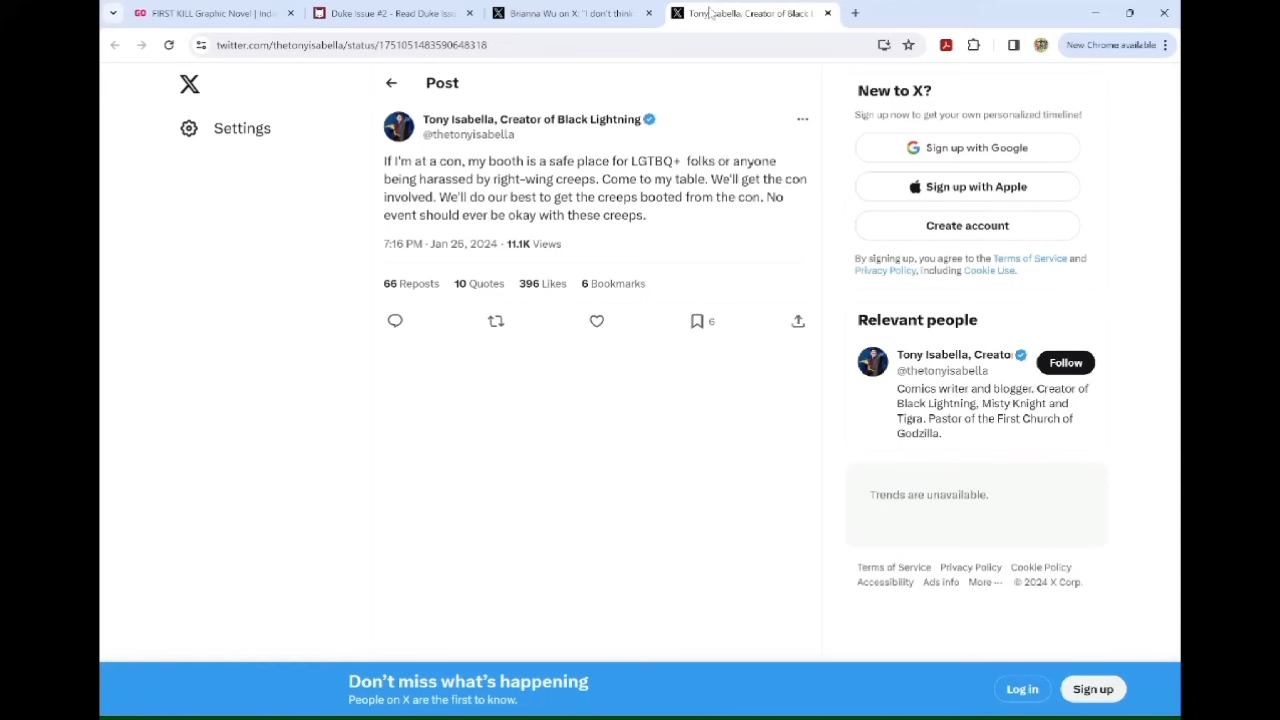 FIRST KILL Graphic Novel | Ind
Duke Issue #2 - Read Duke Issu
Brianna Wu on X: "I don't think
Tony Isabella, Creator of Black L
twitter.com/thetonyisabella/status/1751051483590648318
New Chrome available
Settings
Post
Tony Isabella, Creator of Black Lightning
@thetonyisabella
If I'm at a con, my booth is a safe place for LGTBQ+ folks or anyone
being harassed by right-wing creeps. Come to my table. We'll get the con
involved. We'll do our best to get the creeps booted from the con. No
event should ever be okay with these creeps.
7:16 PM · Jan 26, 2024 · 11.1K Views
66 Reposts 10 Quotes 396 Likes 6 Bookmarks
6
New to X?
Sign up now to get your own personalized timeline!
Sign up with Google
Sign up with Apple
Create account
By signing up, you agree to the Terms of Service and
Privacy Policy, including Cookie Use.
Relevant people
Tony Isabella, Creato
@thetonyisabella
Follow
Comics writer and blogger. Creator of
Black Lightning, Misty Knight and
Tigra. Pastor of the First Church of
Godzilla.
Trends are unavailable.
Terms of Service Privacy Policy Cookie Policy
Accessibility Ads info More ··· © 2024 X Corp.
Don't miss what's happening
People on X are the first to know.
Log in
Sign up